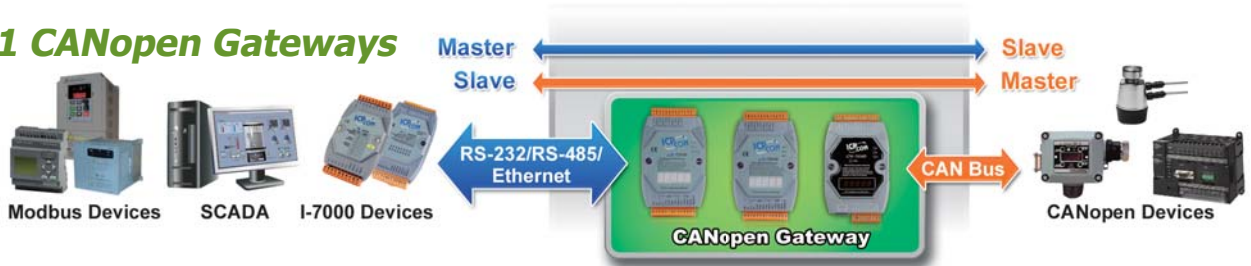 1 CANopen Gateways
Master
Slave
Slave
Master
RS-232/RS-485/
Ethernet
CAN Bus
Modbus Devices
SCADA
I-7000 Devices
CANopen Gateway
CANopen Devices